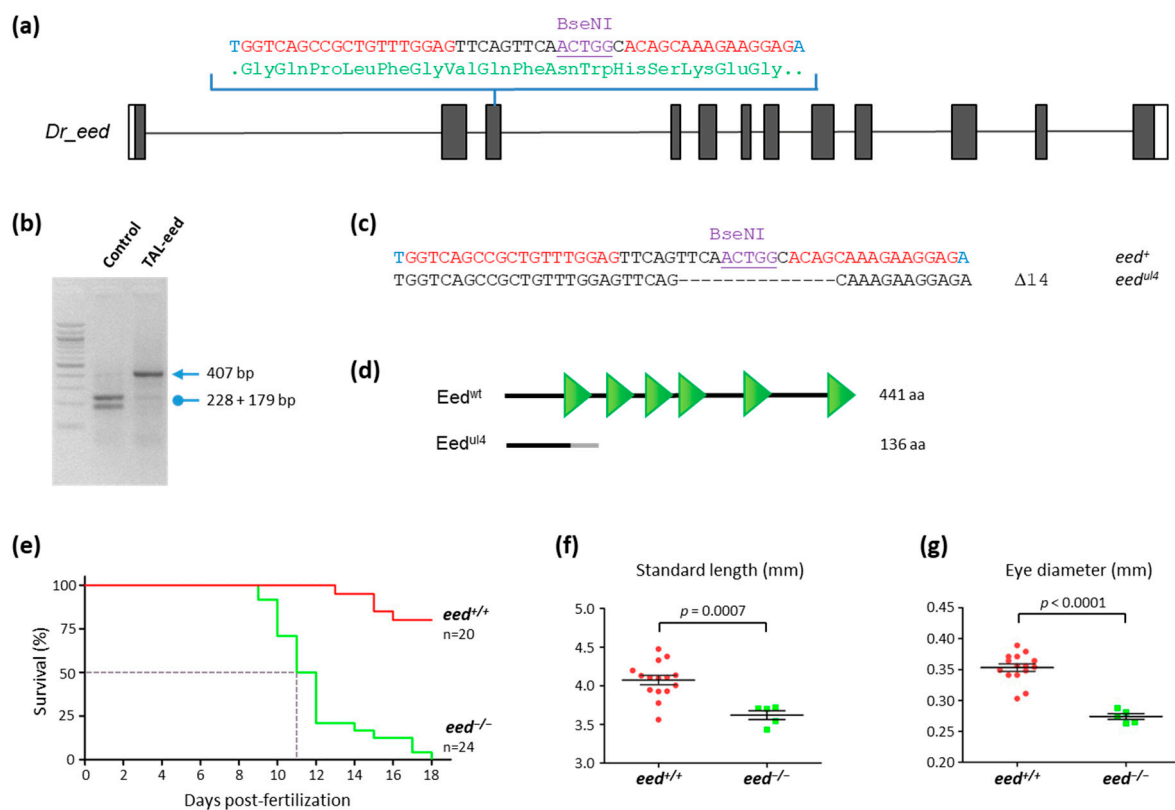 (a)
BseNI
TGGTCAGCCGCTGTTTGGAGTTCAGTTCAACTGGCACAGCAAAGAAGGAGA
.GlyGlnProLeuPheGlyValGlnPheAsnTrpHisSerLysGluGly..
Dr_eed
(b)
Control
TAL-eed
407 bp
228 + 179 bp
(c)
BseNI
TGGTCAGCCGCTGTTTGGAGTTCAGTTCAACTGGCACAGCAAAGAAGGAGA eed+
TGGTCAGCCGCTGTTTGGAGTTCAG--------------CAAAGAAGGAGA Δ14 eedul4
(d)
Eedwt 441 aa
Eedul4 136 aa
(e)
Survival (%)
100
75
50
25
0
0 2 4 6 8 10 12 14 16 18
Days post-fertilization
eed+/+
n=20
eed−/−
n=24
(f)
Standard length (mm)
p = 0.0007
5.0
4.5
4.0
3.5
3.0
eed+/+ eed−/−
(g)
Eye diameter (mm)
p < 0.0001
0.45
0.40
0.35
0.30
0.25
0.20
eed+/+ eed−/−